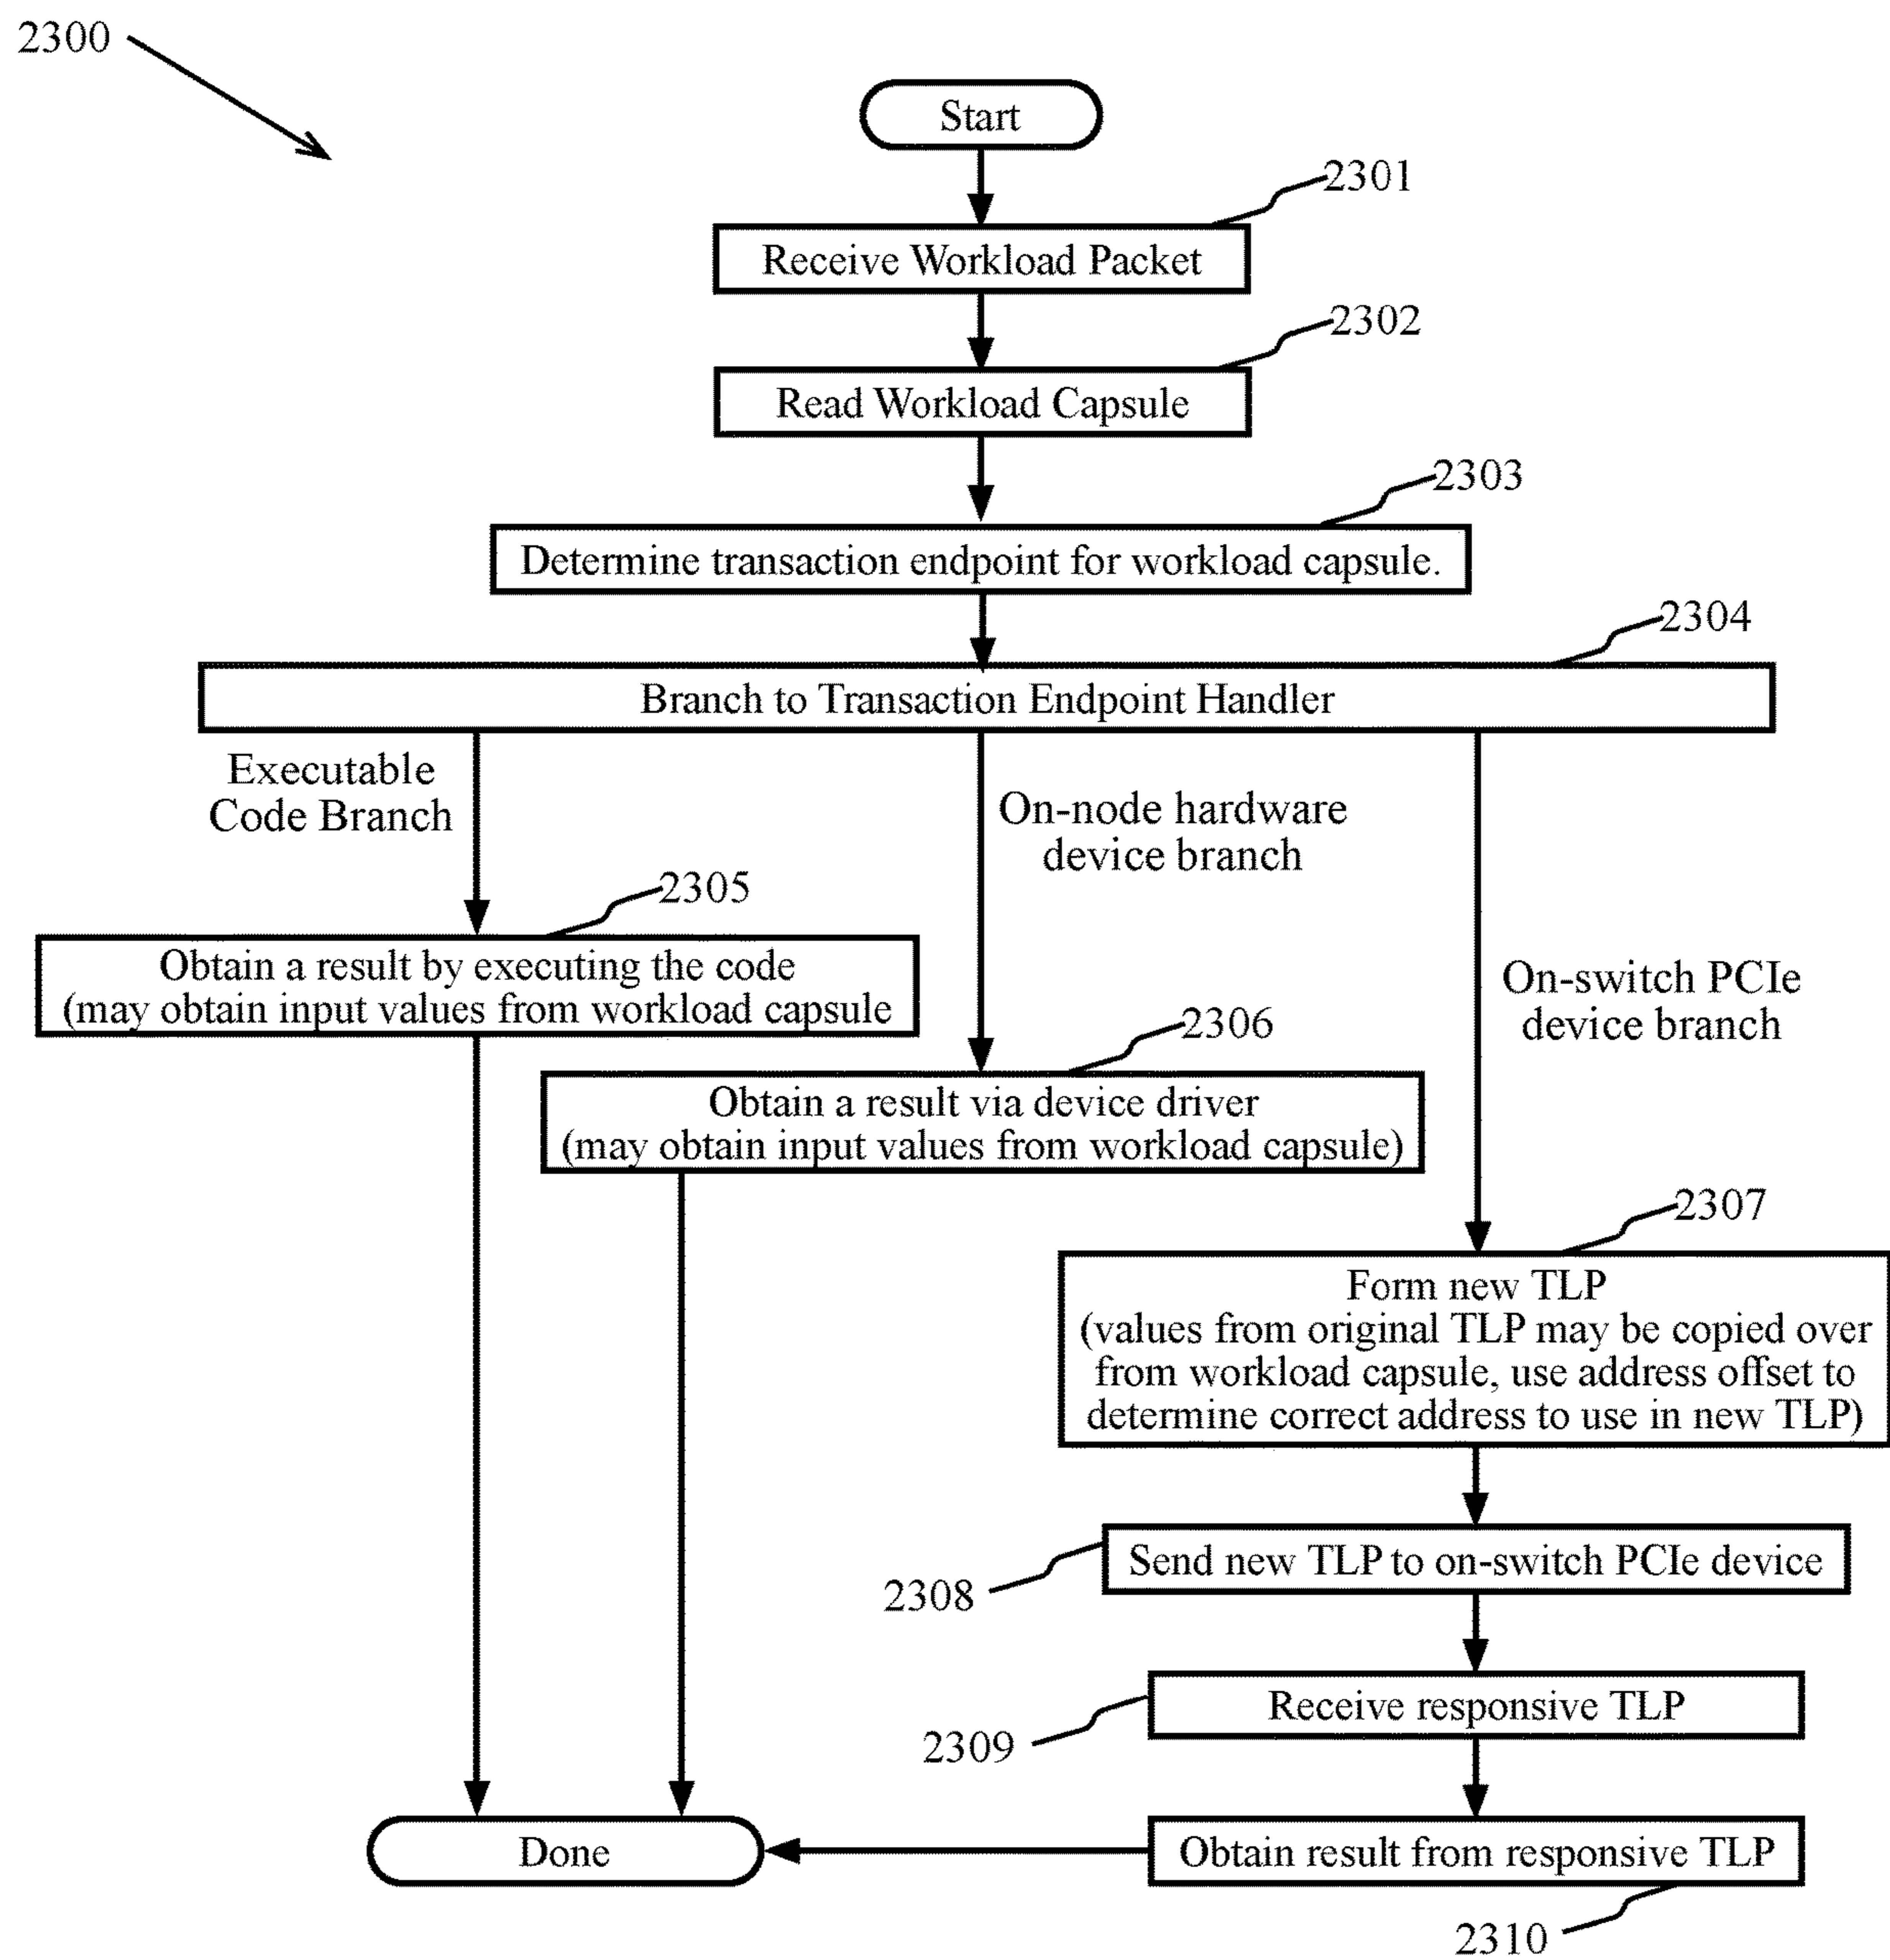 2300
Start
2301
Receive Workload Packet
2302
Read Workload Capsule
2303
Determine transaction endpoint for workload capsule.
2304
Branch to Transaction Endpoint Handler
Executable
Code Branch
On-node hardware
device branch
On-switch PCIe
device branch
2305
Obtain a result by executing the code
(may obtain input values from workload capsule
2306
Obtain a result via device driver
(may obtain input values from workload capsule)
2307
Form new TLP
(values from original TLP may be copied over
from workload capsule, use address offset to
determine correct address to use in new TLP)
2308
Send new TLP to on-switch PCIe device
2309
Receive responsive TLP
Done
Obtain result from responsive TLP
2310